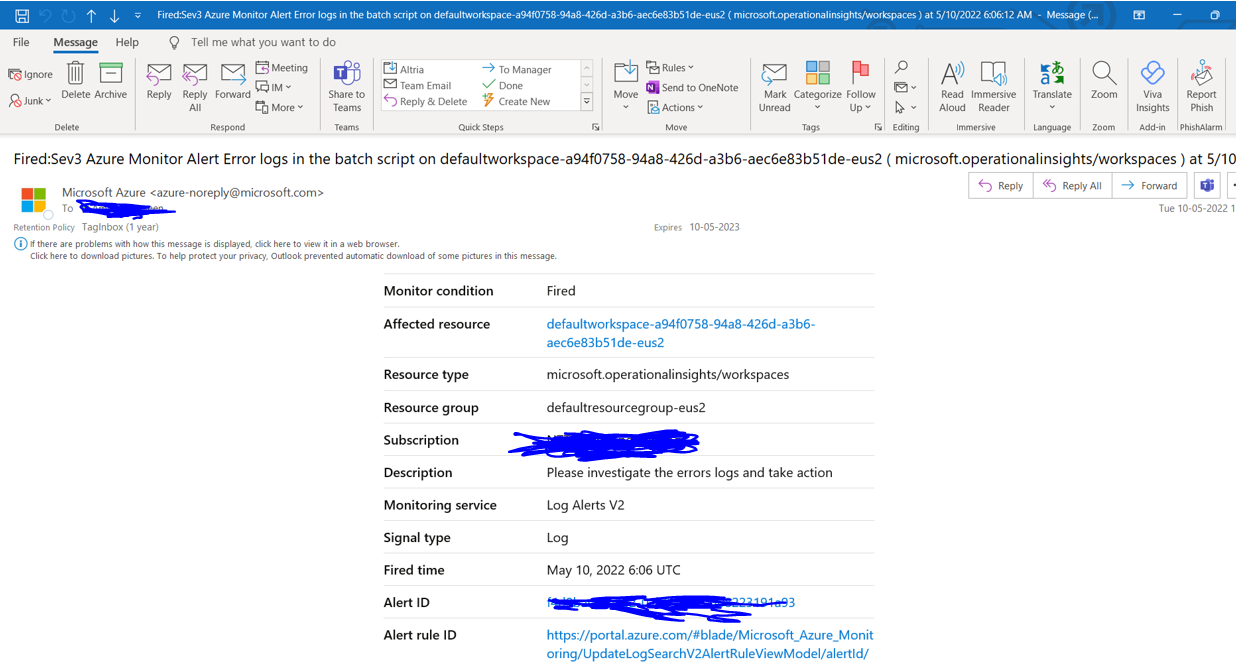 Fired:Sev3 Azure Monitor Alert Error logs in the batch script on defaultworkspace-a94f0758-94a8-426d-a3b6-aec6e83b51de-eus2 ( microsoft.operationalinsights/workspaces ) at 5/10/2022 6:06:12 AM - Message (...
File Message Help Tell me what you want to do
Ignore
Junk
Delete
Archive
Delete
Reply
Reply All
Forward
Meeting
IM
More
Respond
Share to Teams
Teams
Altria
Team Email
Reply & Delete
To Manager
Done
Create New
Quick Steps
Move
Rules
Send to OneNote
Actions
Move
Mark Unread
Categorize
Follow Up
Tags
Editing
Read Aloud
Immersive Reader
Immersive
Translate
Language
Zoom
Zoom
Viva Insights
Add-in
Report Phish
PhishAlarm
Fired:Sev3 Azure Monitor Alert Error logs in the batch script on defaultworkspace-a94f0758-94a8-426d-a3b6-aec6e83b51de-eus2 ( microsoft.operationalinsights/workspaces ) at 5/10
Microsoft Azure <azure-noreply@microsoft.com>
To
Reply Reply All Forward
Tue 10-05-2022 1
Retention Policy TagInbox (1 year) Expires 10-05-2023
If there are problems with how this message is displayed, click here to view it in a web browser.
Click here to download pictures. To help protect your privacy, Outlook prevented automatic download of some pictures in this message.
Monitor condition Fired
Affected resource defaultworkspace-a94f0758-94a8-426d-a3b6-
aec6e83b51de-eus2
Resource type microsoft.operationalinsights/workspaces
Resource group defaultresourcegroup-eus2
Subscription
Description Please investigate the errors logs and take action
Monitoring service Log Alerts V2
Signal type Log
Fired time May 10, 2022 6:06 UTC
Alert ID
Alert rule ID https://portal.azure.com/#blade/Microsoft_Azure_Monit
oring/UpdateLogSearchV2AlertRuleViewModel/alertId/